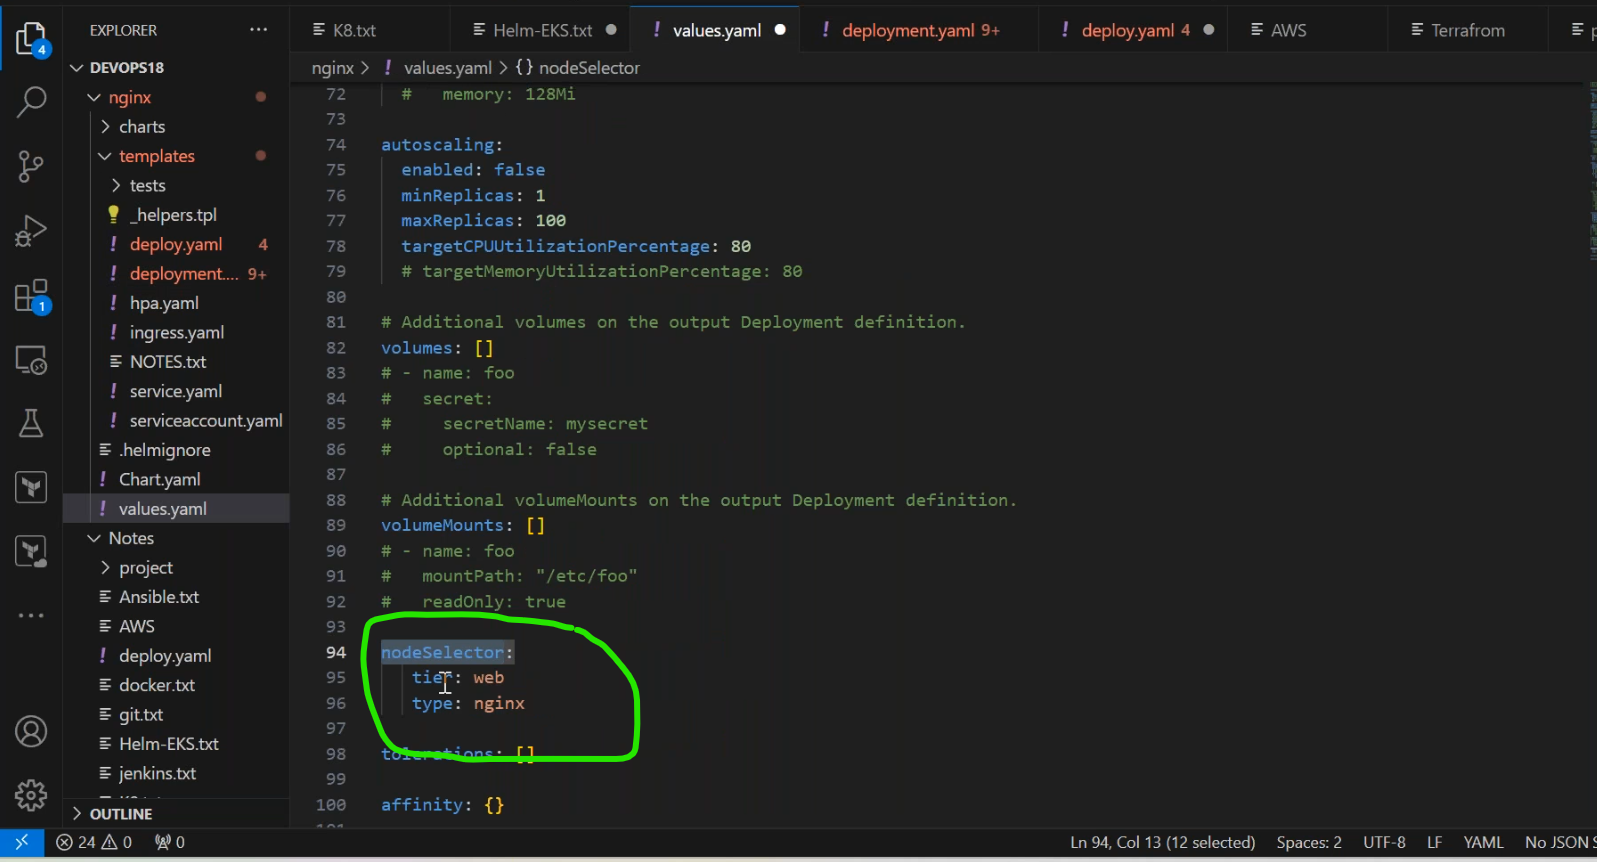 4
1
EXPLORER
DEVOPS18
nginx
charts
templates
tests
_helpers.tpl
deploy.yaml 4
deployment.... 9+
hpa.yaml
ingress.yaml
NOTES.txt
service.yaml
serviceaccount.yaml
.helmignore
Chart.yaml
values.yaml
Notes
project
Ansible.txt
AWS
deploy.yaml
docker.txt
git.txt
Helm-EKS.txt
jenkins.txt
OUTLINE
K8.txt Helm-EKS.txt ! values.yaml ! deployment.yaml 9+ ! deploy.yaml 4 AWS Terrafrom
nginx > ! values.yaml > {} nodeSelector
72 # memory: 128Mi
73
74 autoscaling:
75 enabled: false
76 minReplicas: 1
77 maxReplicas: 100
78 targetCPUUtilizationPercentage: 80
79 # targetMemoryUtilizationPercentage: 80
80
81 # Additional volumes on the output Deployment definition.
82 volumes: []
83 # - name: foo
84 # secret:
85 # secretName: mysecret
86 # optional: false
87
88 # Additional volumeMounts on the output Deployment definition.
89 volumeMounts: []
90 # - name: foo
91 # mountPath: "/etc/foo"
92 # readOnly: true
93
94 nodeSelector:
95 tier: web
96 type: nginx
97
98 tolerations: []
99
100 affinity: {}
24 0 0 Ln 94, Col 13 (12 selected) Spaces: 2 UTF-8 LF YAML No JSON